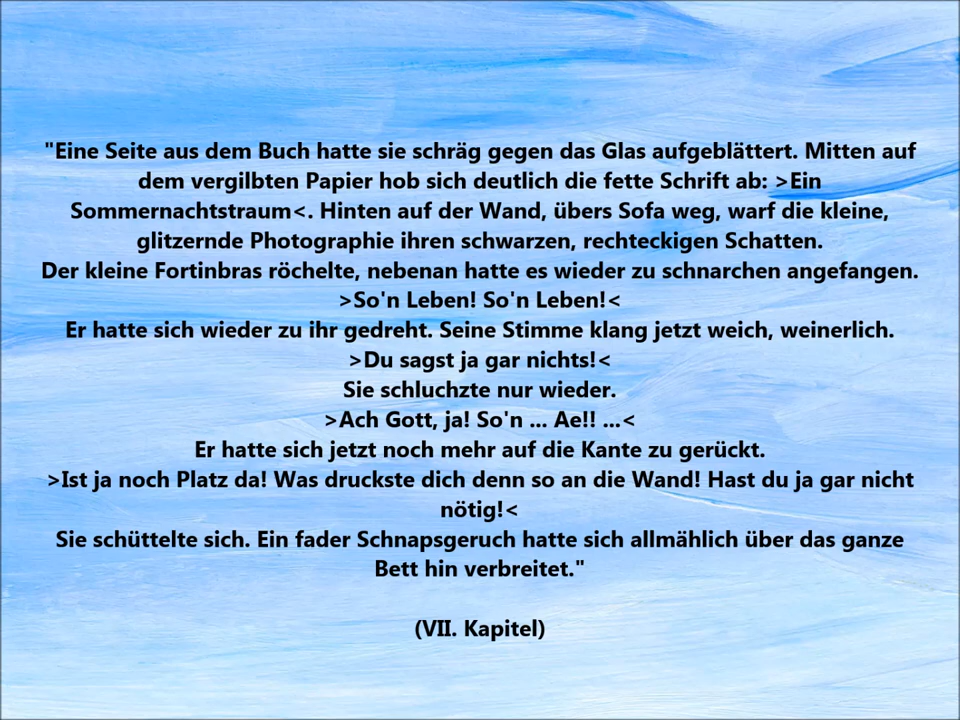 "Eine Seite aus dem Buch hatte sie schräg gegen das Glas aufgeblättert. Mitten auf
dem vergilbten Papier hob sich deutlich die fette Schrift ab: >Ein
Sommernachtstraum<. Hinten auf der Wand, übers Sofa weg, warf die kleine,
glitzernde Photographie ihren schwarzen, rechteckigen Schatten.
Der kleine Fortinbras röchelte, nebenan hatte es wieder zu schnarchen angefangen.
>So'n Leben! So'n Leben!<
Er hatte sich wieder zu ihr gedreht. Seine Stimme klang jetzt weich, weinerlich.
>Du sagst ja gar nichts!<
Sie schluchzte nur wieder.
>Ach Gott, ja! So'n ... Ae!! ...<
Er hatte sich jetzt noch mehr auf die Kante zu gerückt.
>Ist ja noch Platz da! Was druckste dich denn so an die Wand! Hast du ja gar nicht
nötig!<
Sie schüttelte sich. Ein fader Schnapsgeruch hatte sich allmählich über das ganze
Bett hin verbreitet."
(VII. Kapitel)